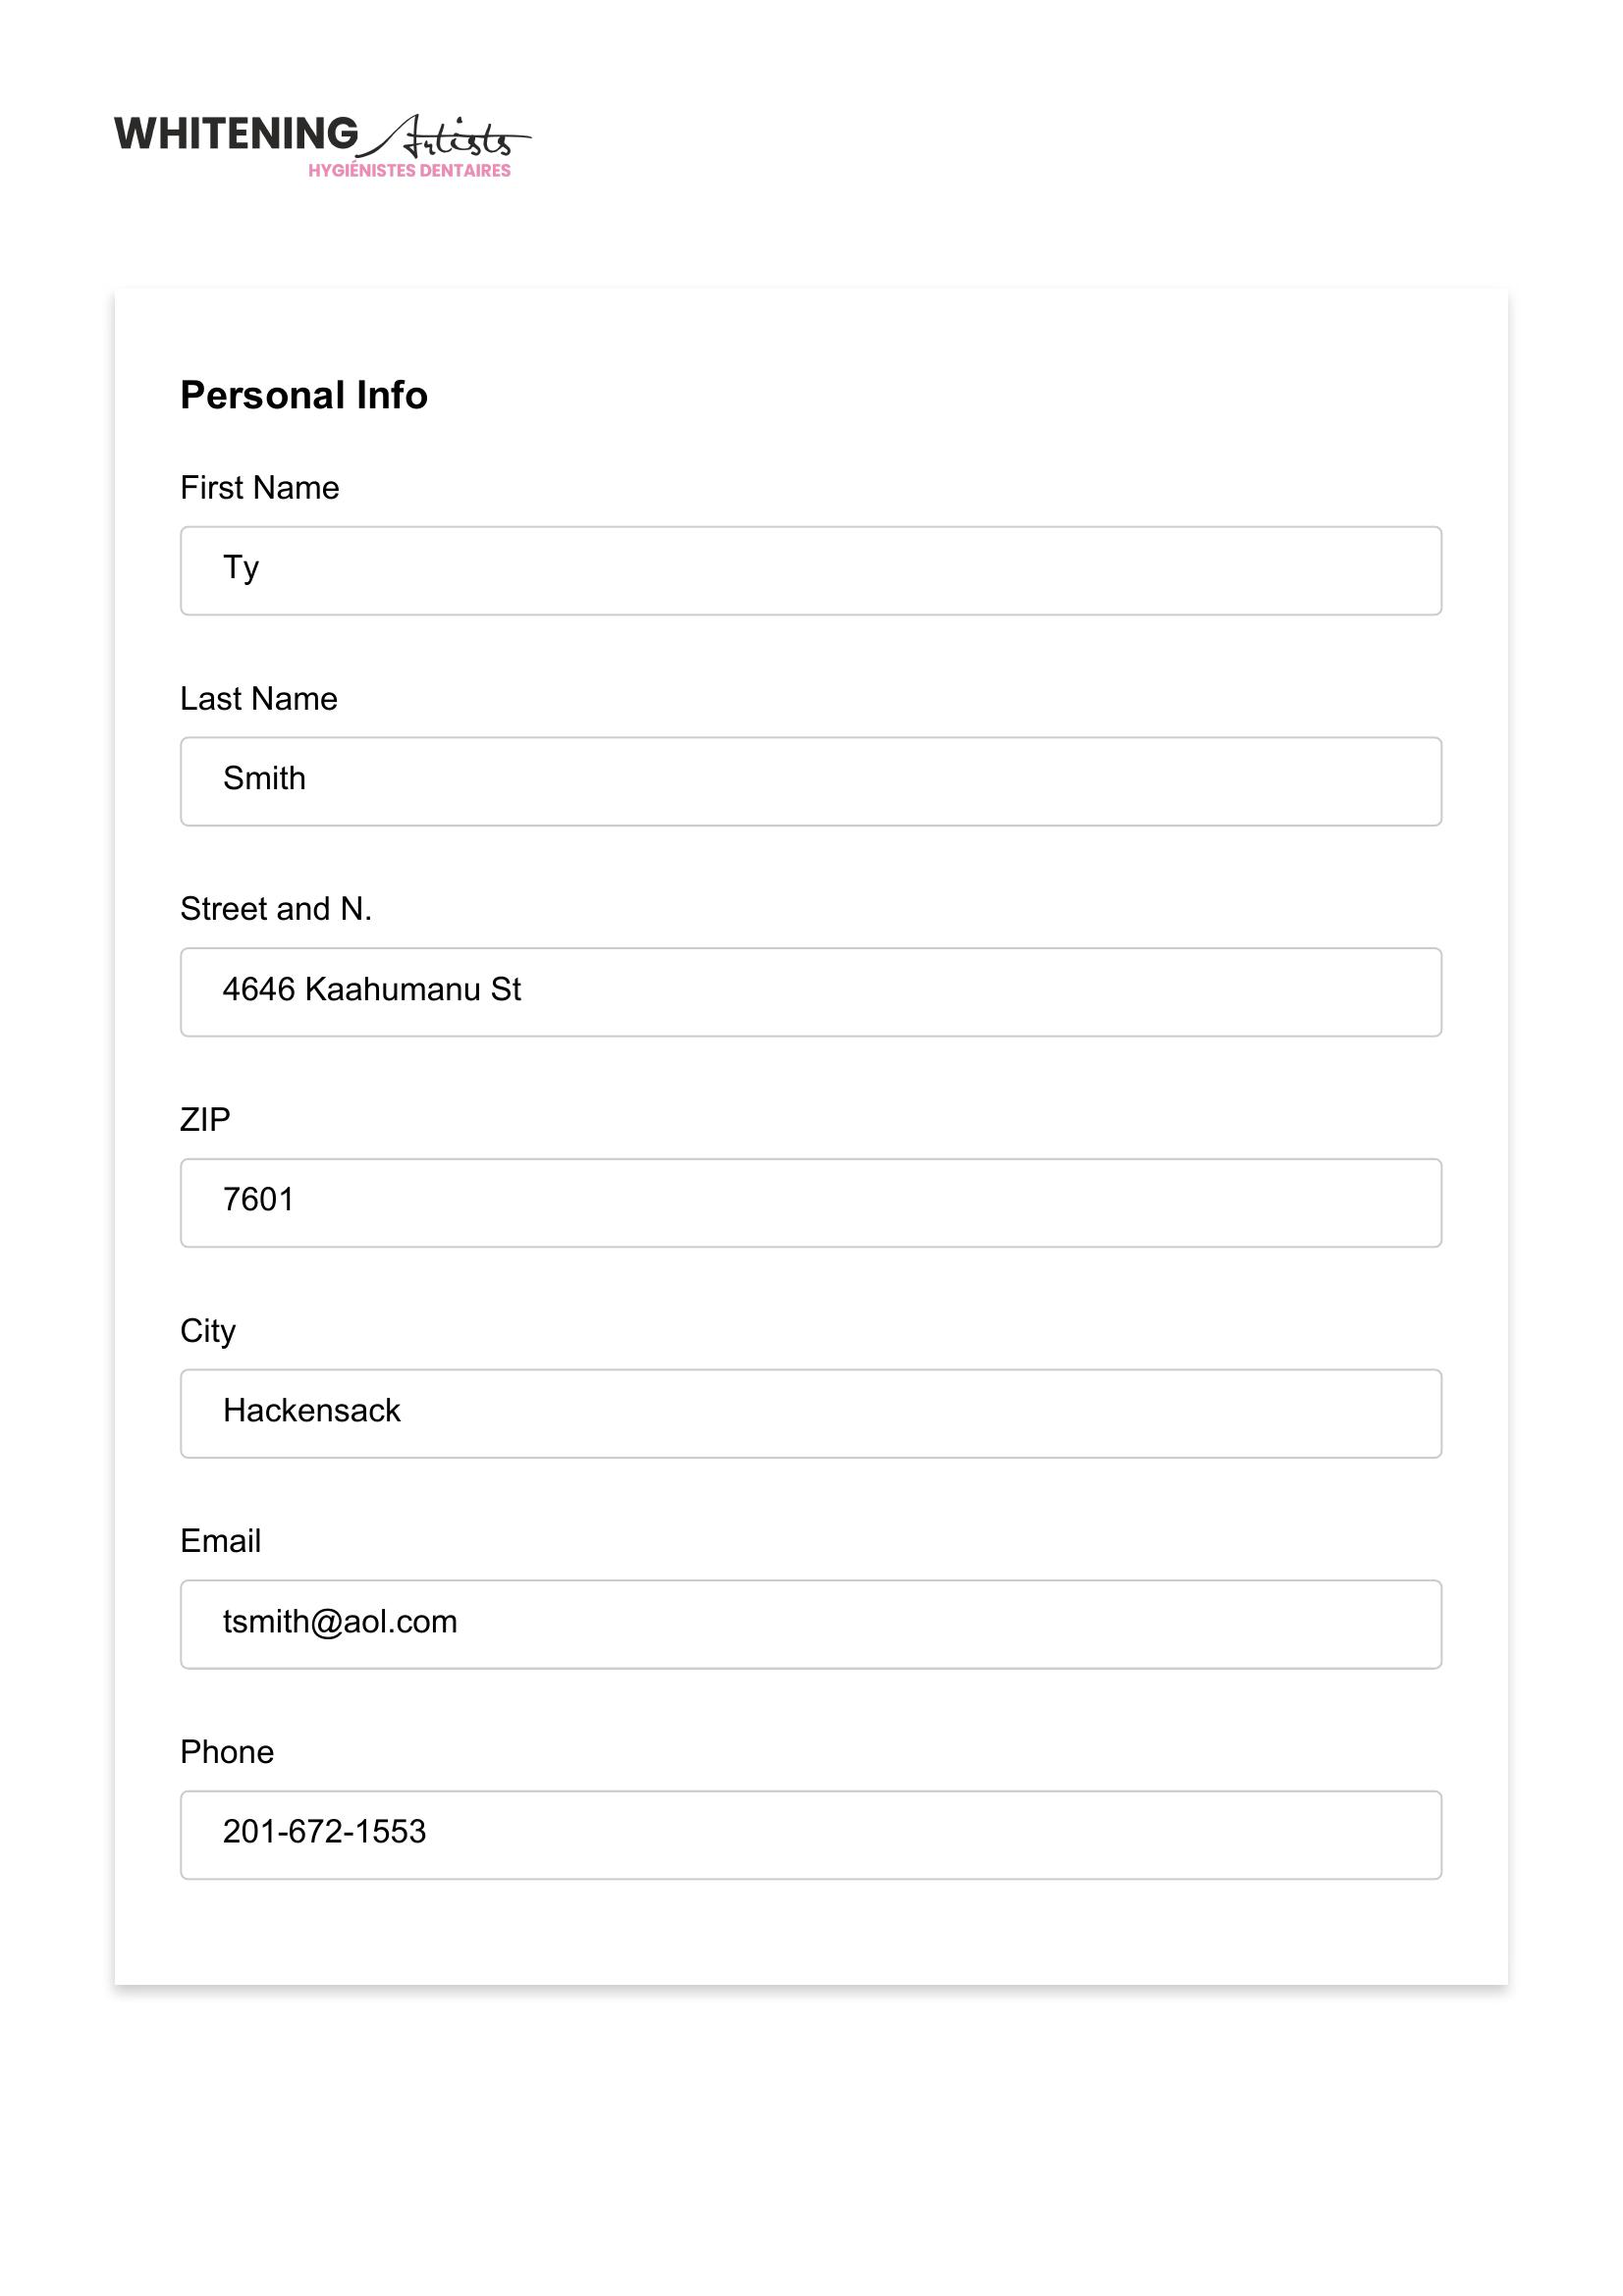 WHITENING Artists
HYGIÉNISTES DENTAIRES
Personal Info
First Name
Ty
Last Name
Smith
Street and N.
4646 Kaahumanu St
ZIP
7601
City
Hackensack
Email
tsmith@aol.com
Phone
201-672-1553